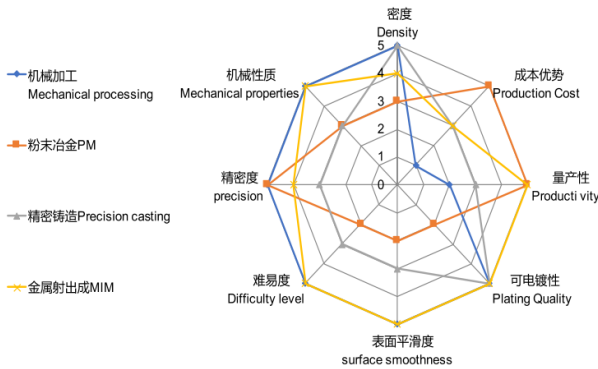 机械加工
Mechanical processing
粉末冶金PM
精密铸造Precision casting
金属射出成MIM
密度
Density
成本优势
Production Cost
量产性
Producti vity
可电镀性
Plating Quality
表面平滑度
surface smoothness
难易度
Difficulty level
精密度
precision
机械性质
Mechanical properties
5
4
3
2
1
0